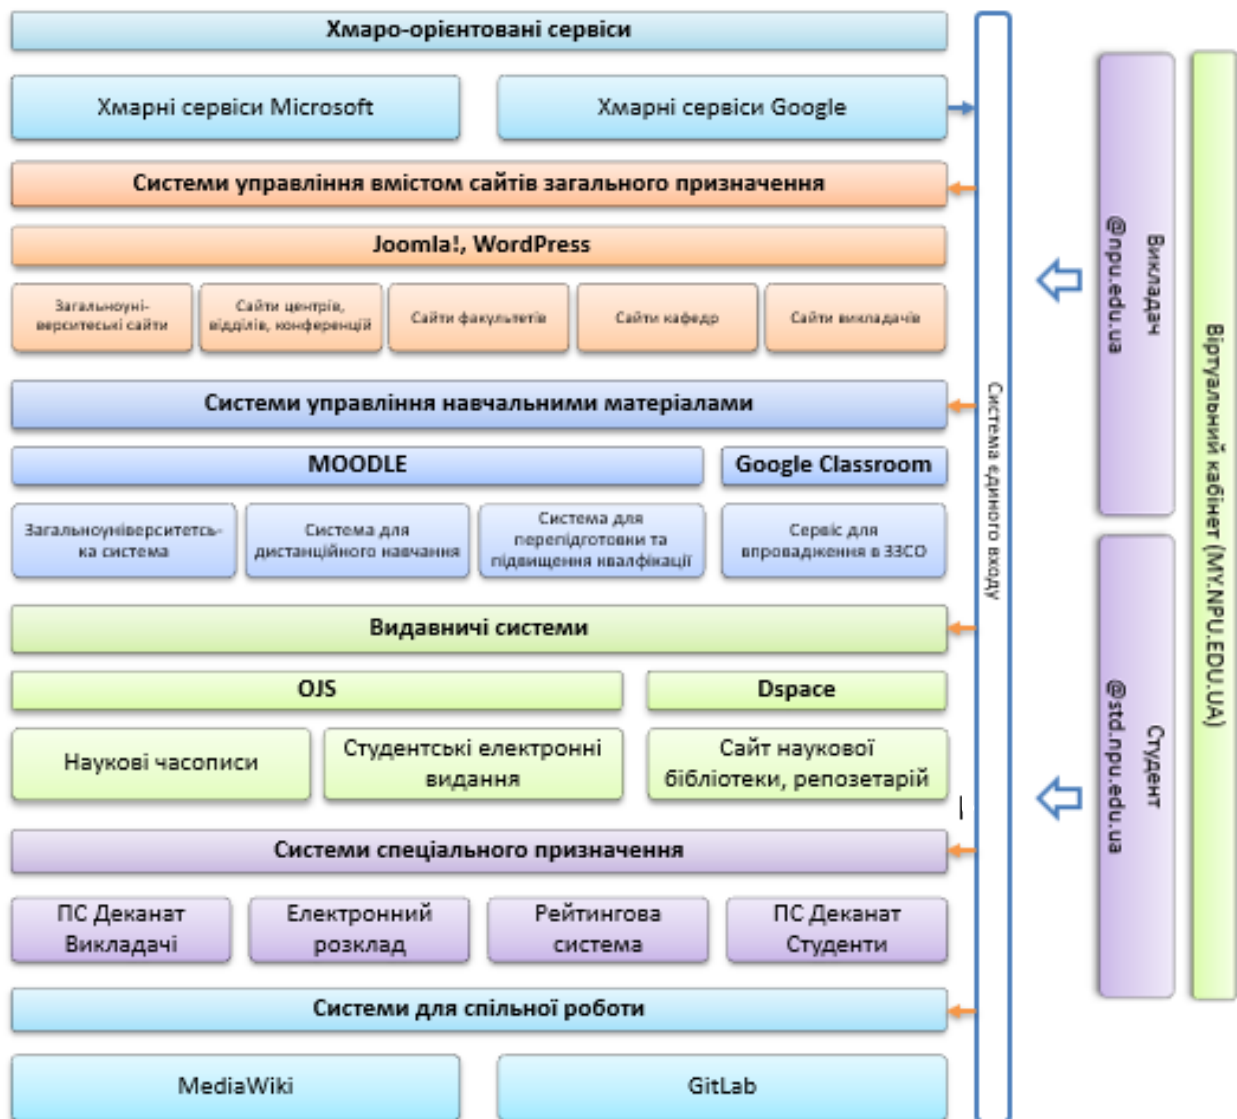 Хмаро-орієнтовані сервіси
Хмарні сервіси Microsoft
Хмарні сервіси Google
Системи управління вмістом сайтів загального призначення
Joomla!, WordPress
Загальноуні-
верситеські сайти
Сайти центрів,
відділів, конференцій
Сайти факультетів
Сайти кафедр
Сайти викладачів
Системи управління навчальними матеріалами
MOODLE
Google Classroom
Загальноуніверситетсь-
ка система
Система для
дистанційного навчання
Система для
перепідготовки та
підвищення квалфікації
Сервіс для
впровадження в ЗЗСО
Видавничі системи
OJS
Dspace
Наукові часописи
Студентські електронні
видання
Сайт наукової
бібліотеки, репозетарій
Системи спеціального призначення
ПС Деканат
Викладачі
Електронний
розклад
Рейтингова
система
ПС Деканат
Студенти
Системи для спільної роботи
MediaWiki
GitLab
Система єдиного входу
Викладач
@npu.edu.ua
Студент
@std.npu.edu.ua
Віртуальний кабінет (MY.NPU.EDU.UA)